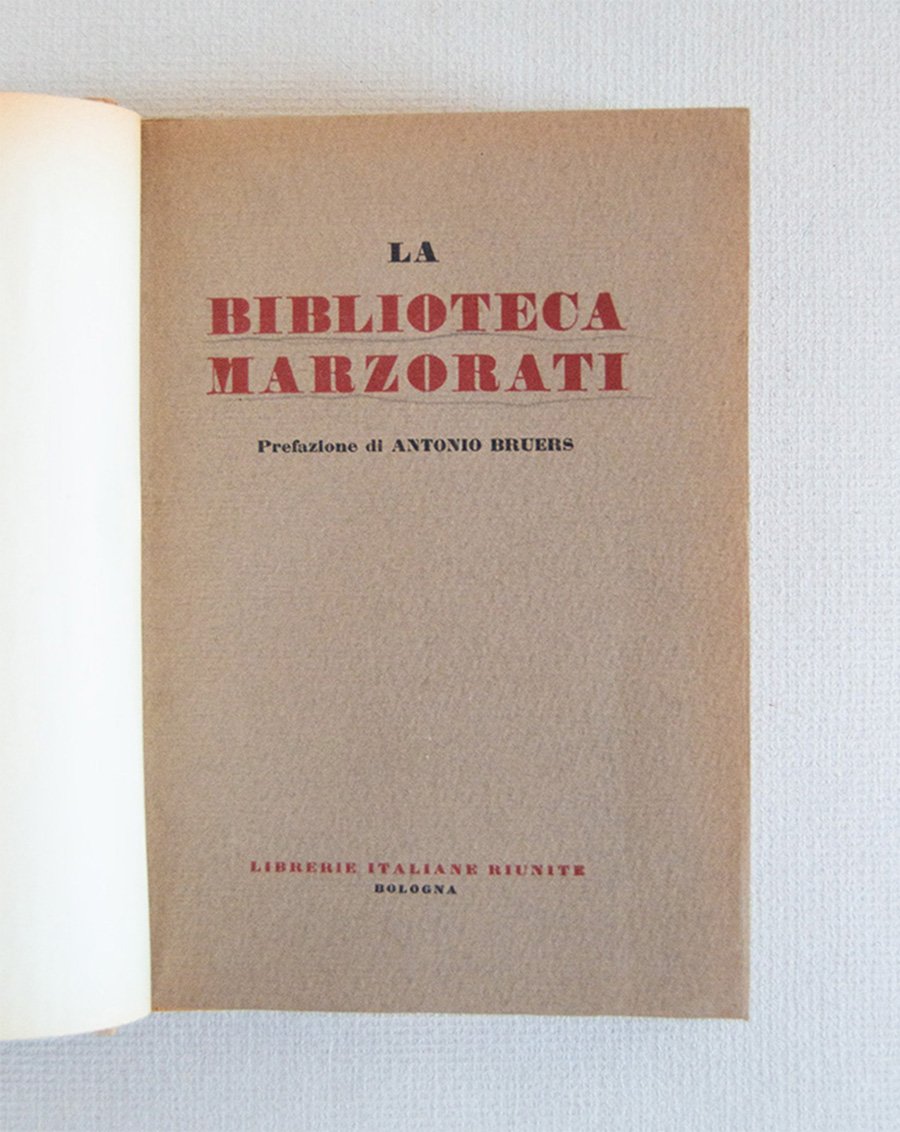 LA
BIBLIOTECA
MARZORATI
Prefazione di ANTONIO BRUERS
LIBRERIE ITALIANE RIUNITE
BOLOGNA